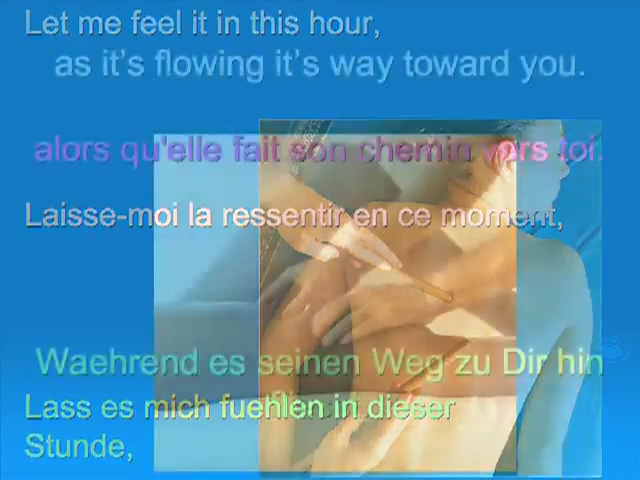 Let me feel it in this hour,
as it’s flowing it’s way toward you.
alors qu'elle fait son chemin vers toi.
Laisse-moi la ressentir en ce moment,
Waehrend es seinen Weg zu Dir hin
Lass es mich fuehlen in dieser
Stunde,